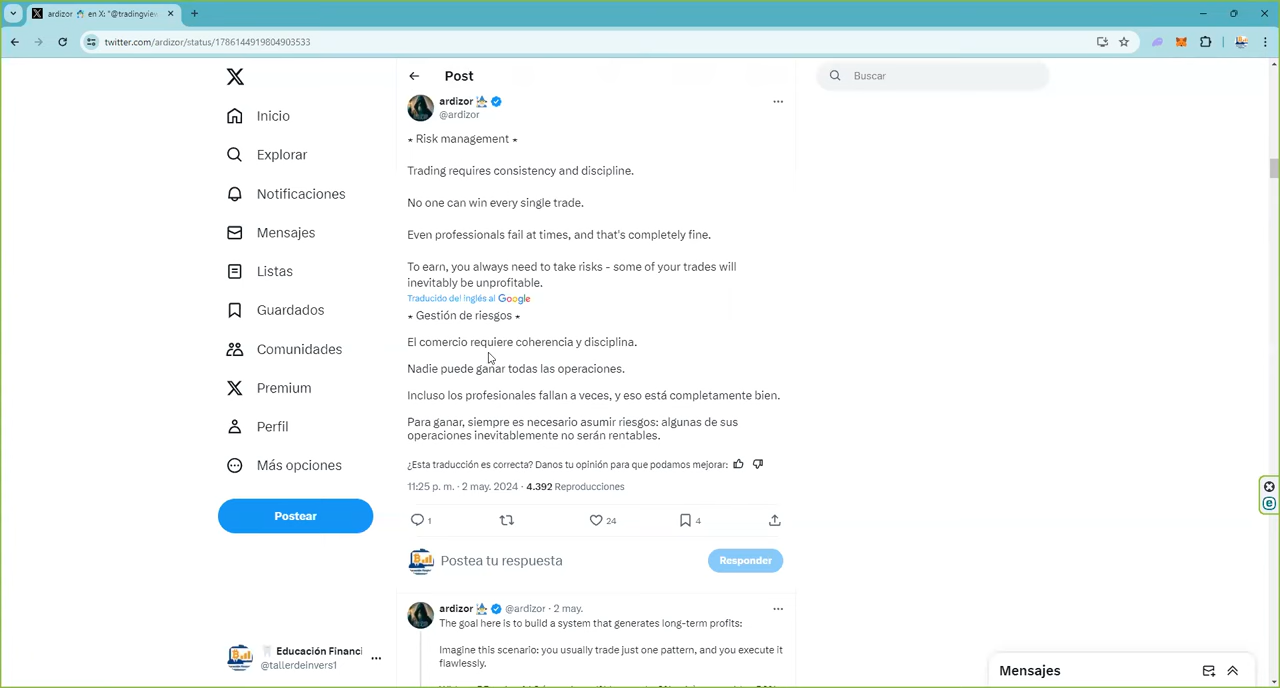 ardizor en X: "@tradingview
twitter.com/ardizor/status/1786144919804903533
Post
Buscar
Inicio
Explorar
Notificaciones
Mensajes
Listas
Guardados
Comunidades
Premium
Perfil
Más opciones
Postear
Educación Financi
@tallerdeinvers1
ardizor
@ardizor
⋆ Risk management ⋆
Trading requires consistency and discipline.
No one can win every single trade.
Even professionals fail at times, and that's completely fine.
To earn, you always need to take risks - some of your trades will
inevitably be unprofitable.
Traducido del inglés al Google
⋆ Gestión de riesgos ⋆
El comercio requiere coherencia y disciplina.
Nadie puede ganar todas las operaciones.
Incluso los profesionales fallan a veces, y eso está completamente bien.
Para ganar, siempre es necesario asumir riesgos: algunas de sus
operaciones inevitablemente no serán rentables.
¿Esta traducción es correcta? Danos tu opinión para que podamos mejorar:
11:25 p. m. · 2 may. 2024 · 4.392 Reproducciones
1
24
4
Postea tu respuesta
Responder
ardizor @ardizor · 2 may.
The goal here is to build a system that generates long-term profits:
Imagine this scenario: you usually trade just one pattern, and you execute it
flawlessly.
Mensajes